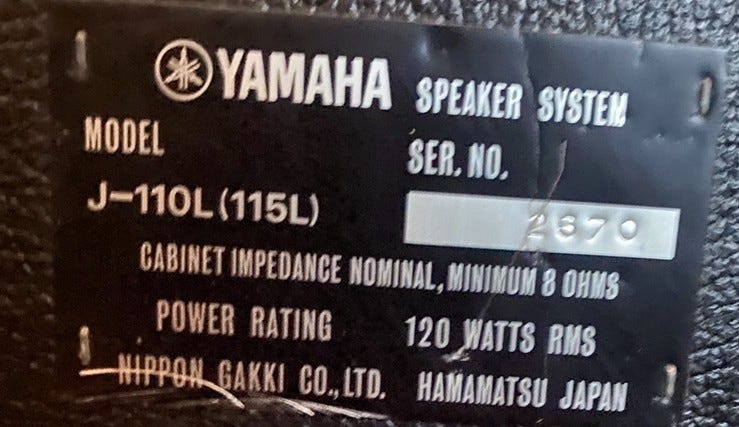 YAMAHA SPEAKER SYSTEM
MODEL
SER. NO.
J-110L (115L)
2670
CABINET IMPEDANCE NOMINAL, MINIMUM 8 OHMS
POWER RATING 120 WATTS RMS
NIPPON GAKKI CO., LTD. HAMAMATSU JAPAN